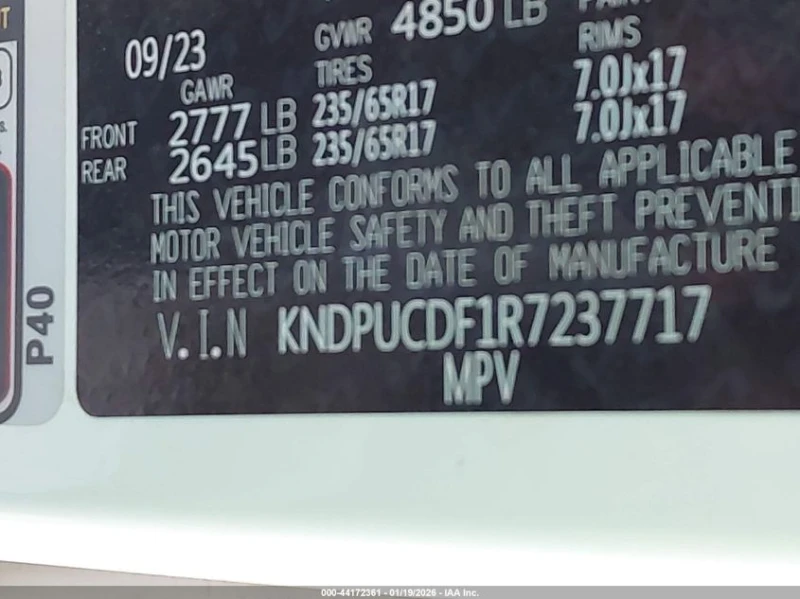 09/23
GVWR 4850 LB
GAWR
TIRES
RIMS
FRONT 2777 LB 235/65R17 7.0Jx17
REAR 2645 LB 235/65R17 7.0Jx17
THIS VEHICLE CONFORMS TO ALL APPLICABLE
MOTOR VEHICLE SAFETY AND THEFT PREVENTI
IN EFFECT ON THE DATE OF MANUFACTURE
V.I.N KNDPUCDF1R7237717
MPV
P40
000-44172361 - 01/19/2026 - IAA Inc.